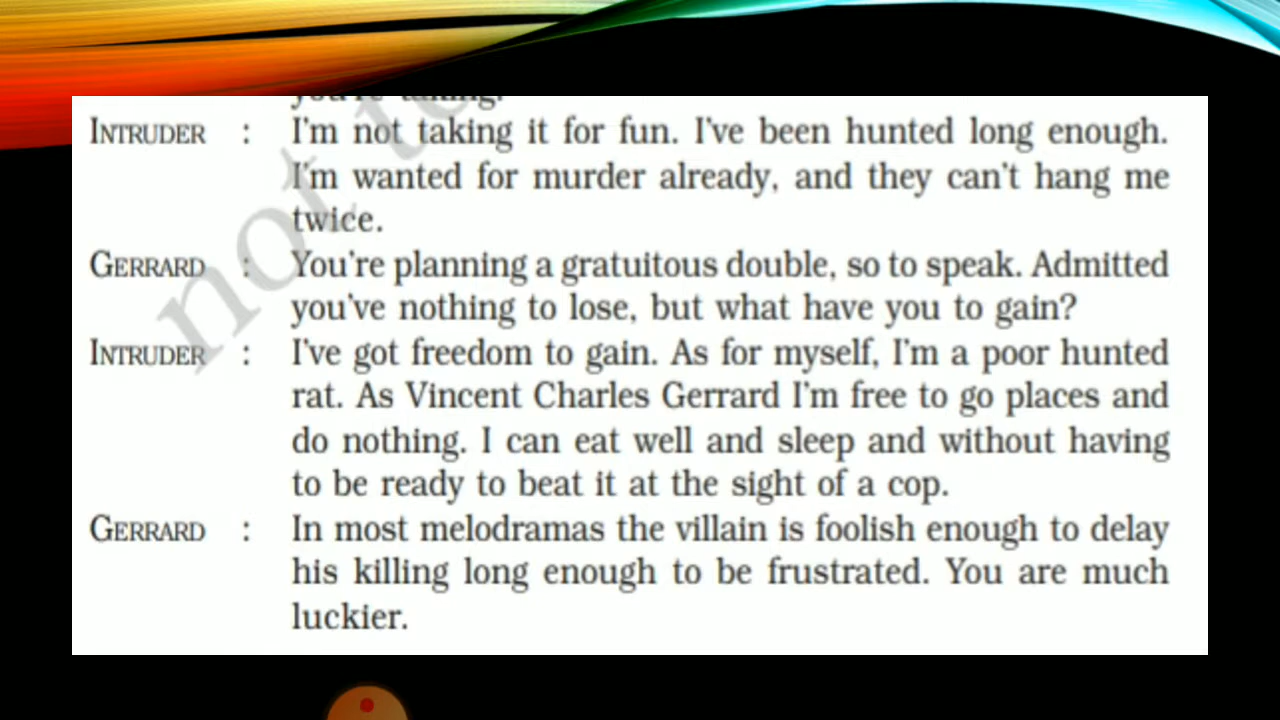 you're taking.
INTRUDER : I'm not taking it for fun. I've been hunted long enough.
I'm wanted for murder already, and they can't hang me
twice.
GERRARD : You're planning a gratuitous double, so to speak. Admitted
you've nothing to lose, but what have you to gain?
INTRUDER : I've got freedom to gain. As for myself, I'm a poor hunted
rat. As Vincent Charles Gerrard I'm free to go places and
do nothing. I can eat well and sleep and without having
to be ready to beat it at the sight of a cop.
GERRARD : In most melodramas the villain is foolish enough to delay
his killing long enough to be frustrated. You are much
luckier.
not